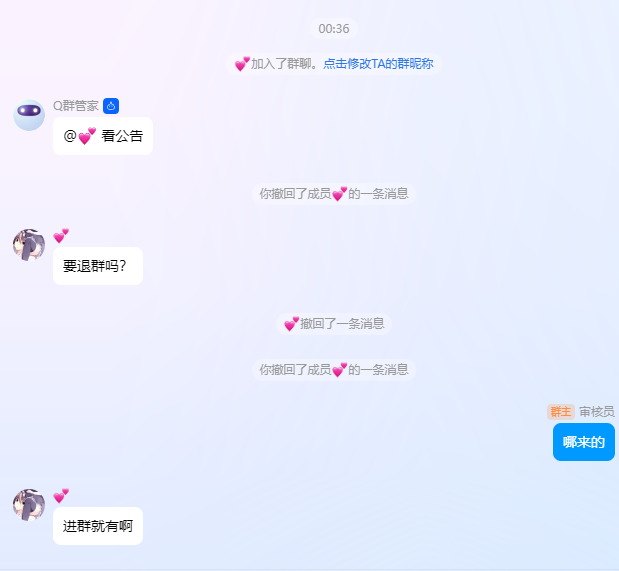 00:36
💕加入了群聊。点击修改TA的群昵称
Q群管家
@💕 看公告
你撤回了成员💕的一条消息
💕
要退群吗?
💕撤回了一条消息
你撤回了成员💕的一条消息
群主 审核员
哪来的
💕
进群就有啊